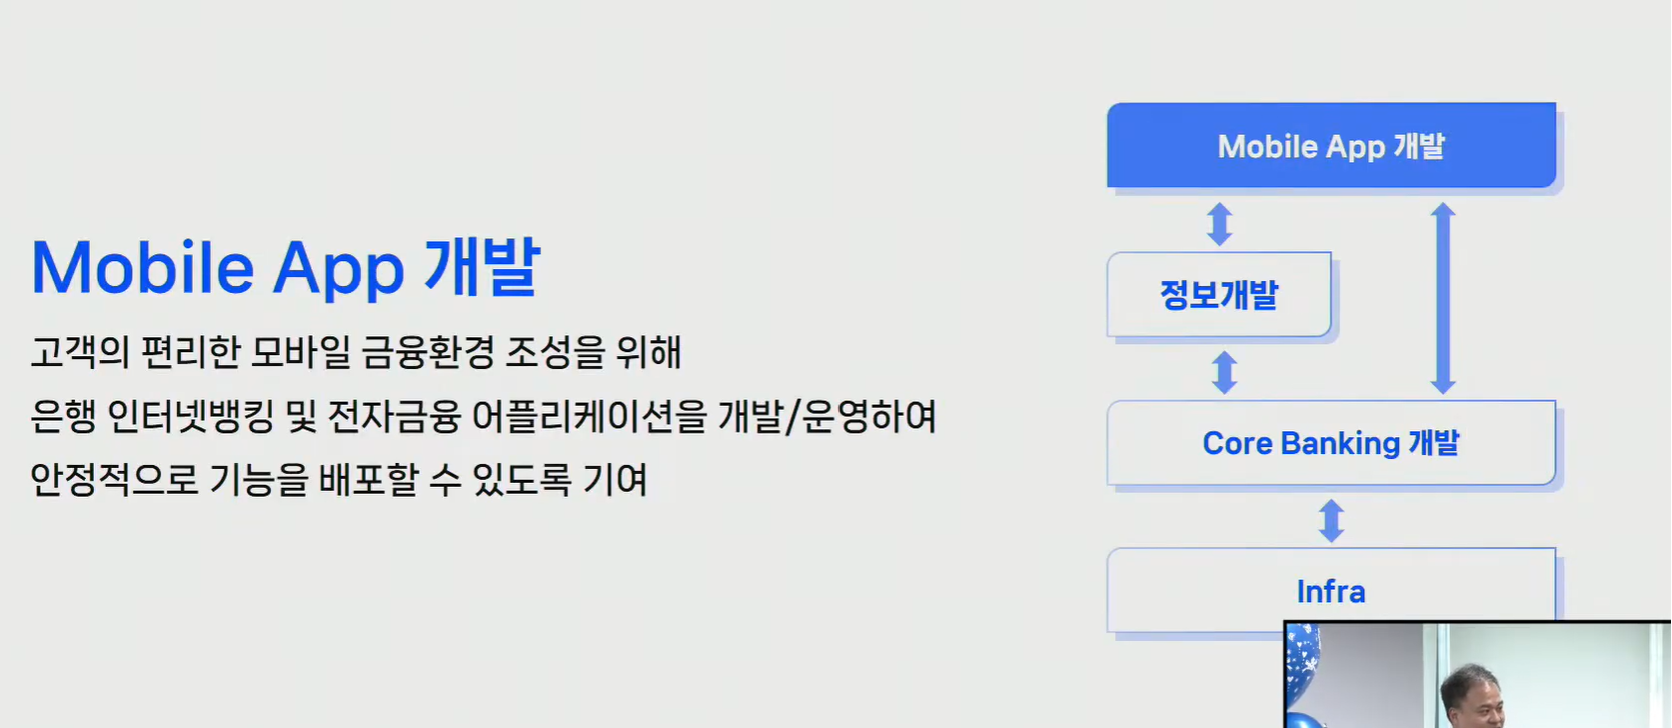 Mobile App 개발
고객의 편리한 모바일 금융환경 조성을 위해
은행 인터넷뱅킹 및 전자금융 어플리케이션을 개발/운영하여
안정적으로 기능을 배포할 수 있도록 기여
Mobile App 개발
정보개발
Core Banking 개발
Infra